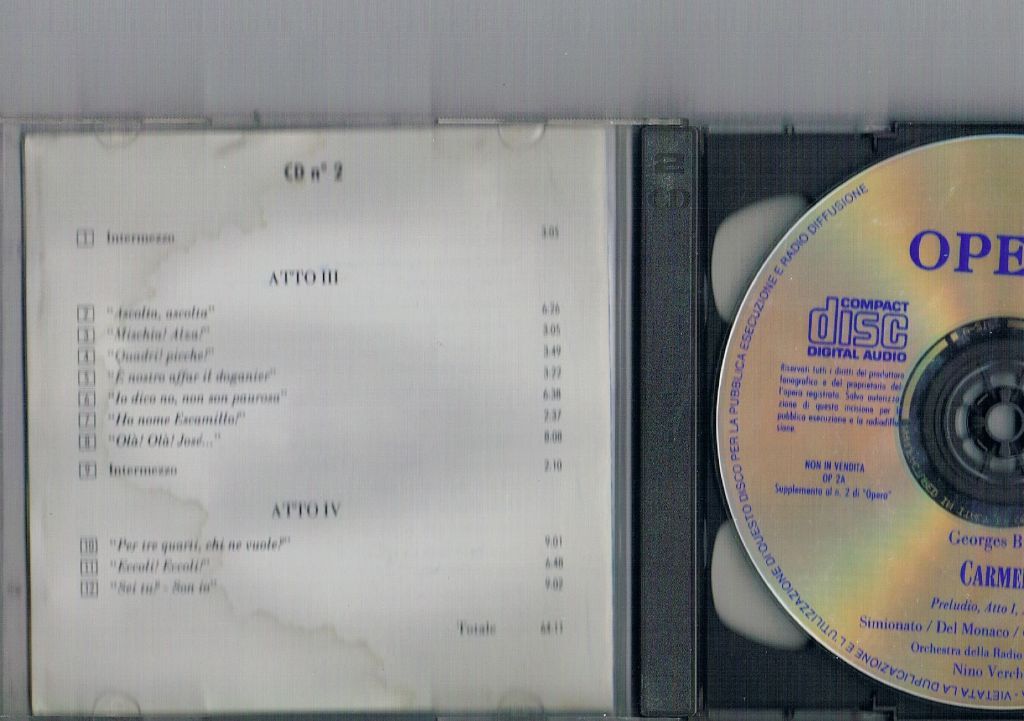 CD n° 2
1 Intermezzo 3:05
ATTO III
2 "Ascolta, ascolta" 6:26
3 "Mischia! Alza!" 3:05
4 "Quadri! picche!" 3:49
5 "È nostro affar il doganier" 3:22
6 "Io dico no, non son paurosa" 6:38
7 "Ha nome Escamillo!" 2:37
8 "Olà! Olà! José..." 8:08
9 Intermezzo 2:10
ATTO IV
10 "Per tre quarti, chi ne vuole?" 9:01
11 "Eccoli! Eccoli!" 6:48
12 "Sei tu? - Son io" 9:02
Totale 64:11
2
CD
OPE
COMPACT
disc
DIGITAL AUDIO
Riservati tutti i diritti del produttore
fonografico e del proprietario del
l'opera registrata. Salvo autorizza
zione di questa incisione per l
pubblica esecuzione e la radiodiffu
sione.
NON IN VENDITA
OP 2A
Supplemento al n. 2 di "Opera"
Georges B
CARME
Preludio, Atto I,
Simionato / Del Monaco /
Orchestra della Radio
Nino Verch
VIETATA LA DUPLICAZIONE E L'UTILIZZAZIONE DI QUESTO DISCO PER LA PUBBLICA ESECUZIONE E RADIO DIFFUSIONE